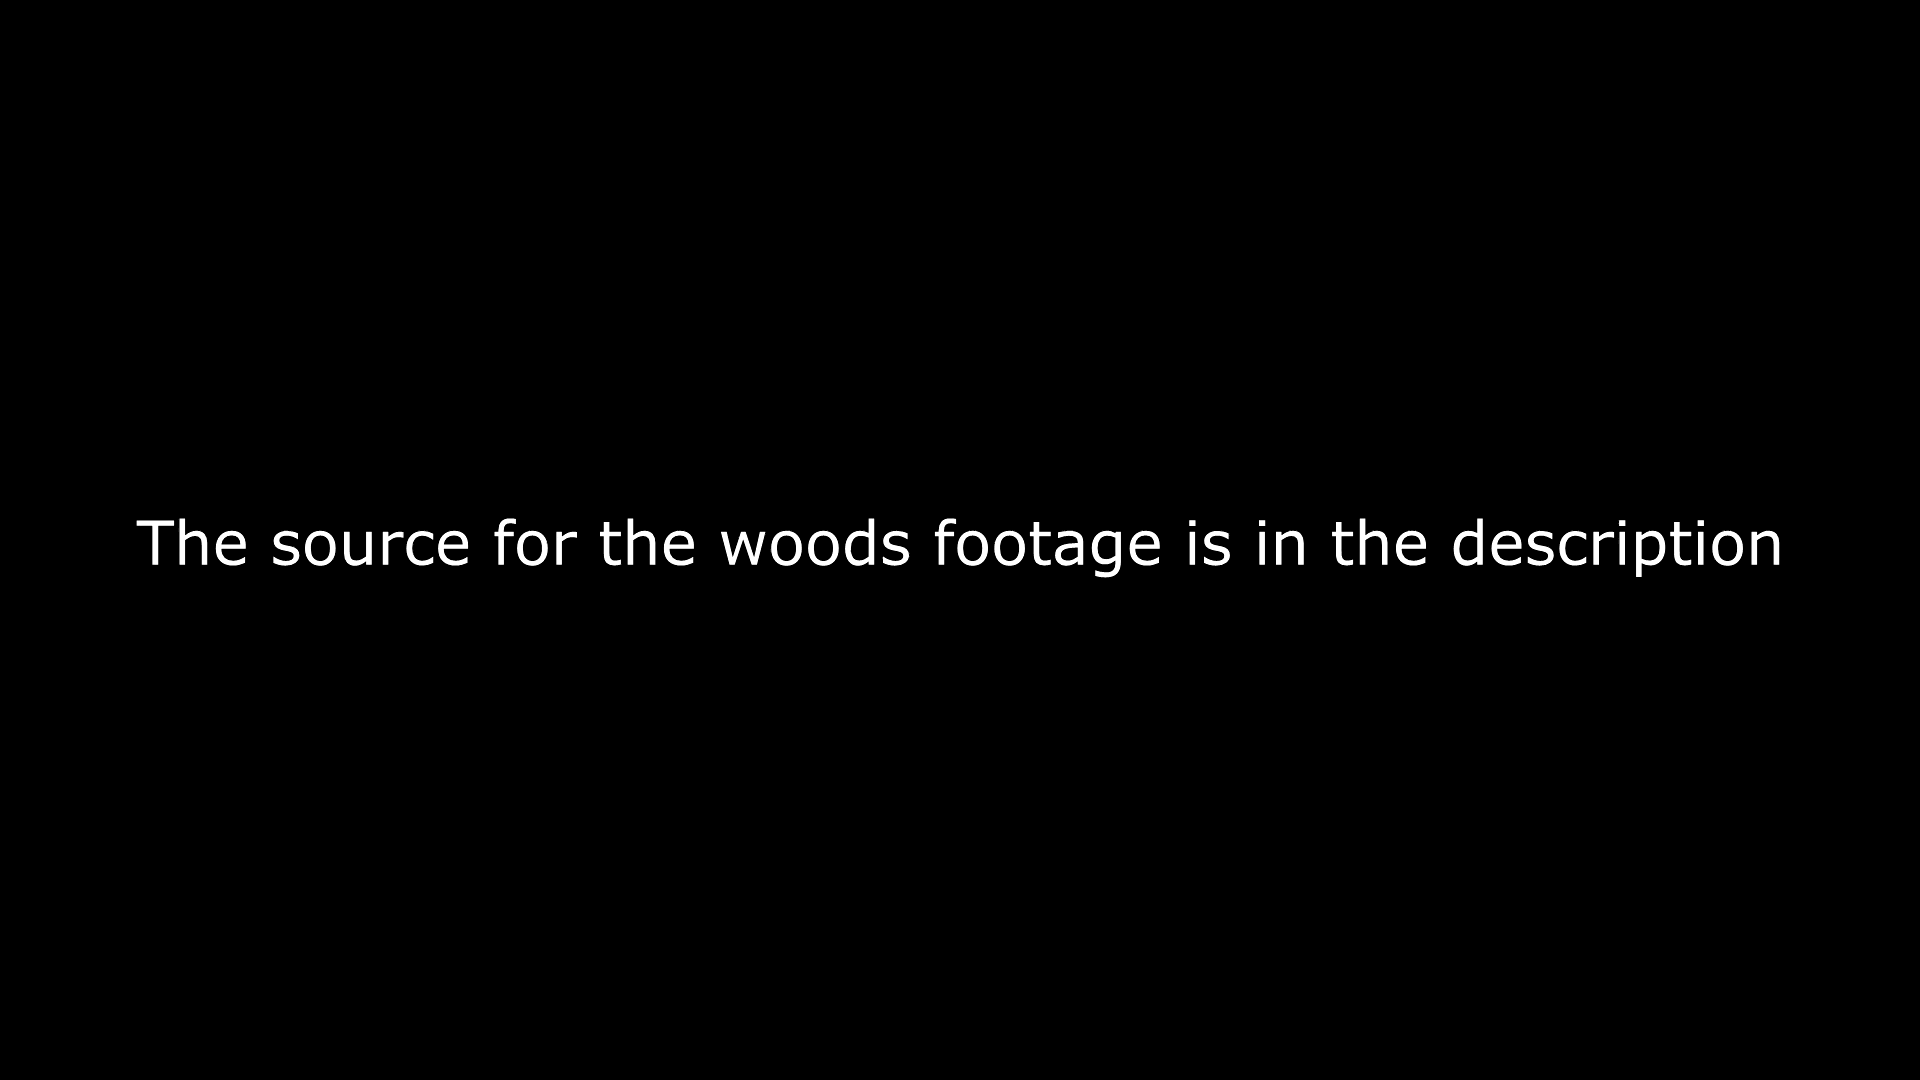 The source for the woods footage is in the description